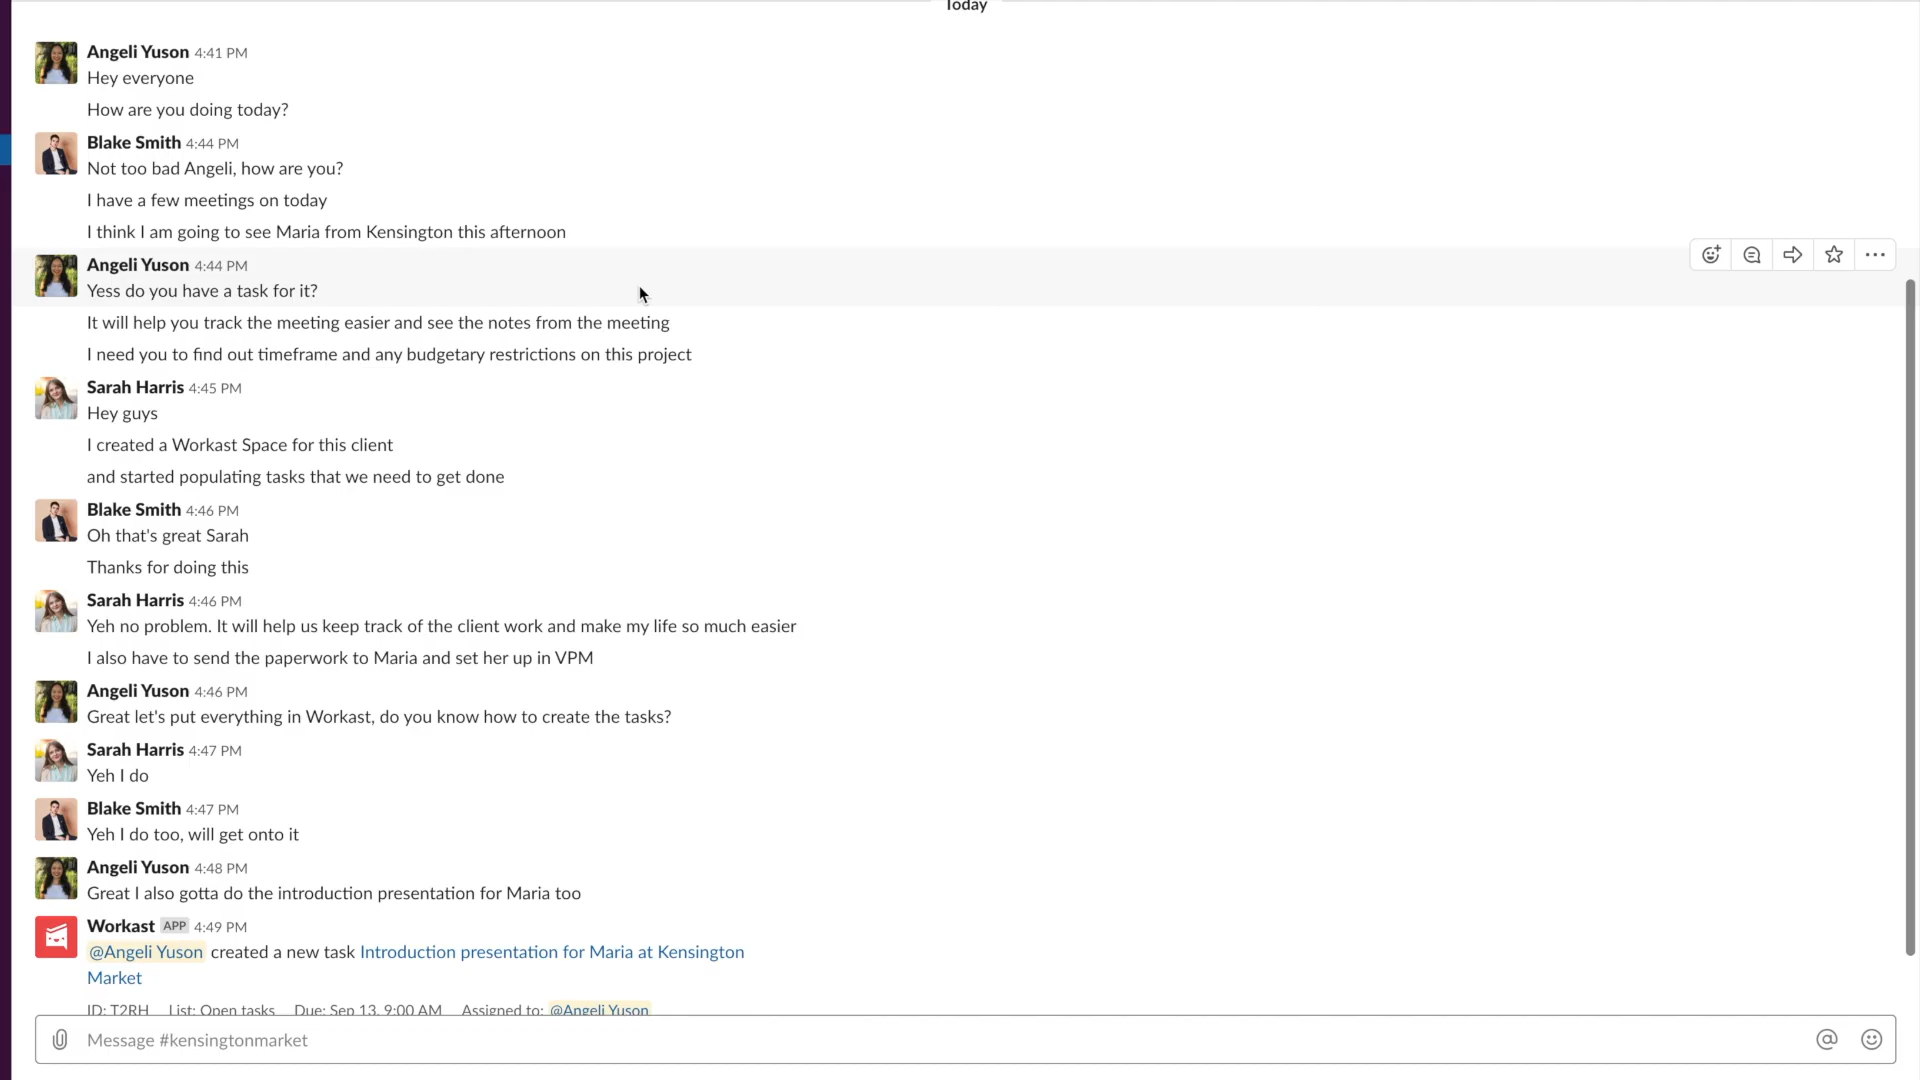 Today
Angeli Yuson 4:41 PM
Hey everyone
How are you doing today?
Blake Smith 4:44 PM
Not too bad Angeli, how are you?
I have a few meetings on today
I think I am going to see Maria from Kensington this afternoon
Angeli Yuson 4:44 PM
Yess do you have a task for it?
It will help you track the meeting easier and see the notes from the meeting
I need you to find out timeframe and any budgetary restrictions on this project
Sarah Harris 4:45 PM
Hey guys
I created a Workast Space for this client
and started populating tasks that we need to get done
Blake Smith 4:46 PM
Oh that's great Sarah
Thanks for doing this
Sarah Harris 4:46 PM
Yeh no problem. It will help us keep track of the client work and make my life so much easier
I also have to send the paperwork to Maria and set her up in VPM
Angeli Yuson 4:46 PM
Great let's put everything in Workast, do you know how to create the tasks?
Sarah Harris 4:47 PM
Yeh I do
Blake Smith 4:47 PM
Yeh I do too, will get onto it
Angeli Yuson 4:48 PM
Great I also gotta do the introduction presentation for Maria too
Workast APP 4:49 PM
@Angeli Yuson created a new task Introduction presentation for Maria at Kensington
Market
ID: T2RH List: Open tasks Due: Sep 13, 9:00 AM Assigned to: @Angeli Yuson
Message #kensingtonmarket